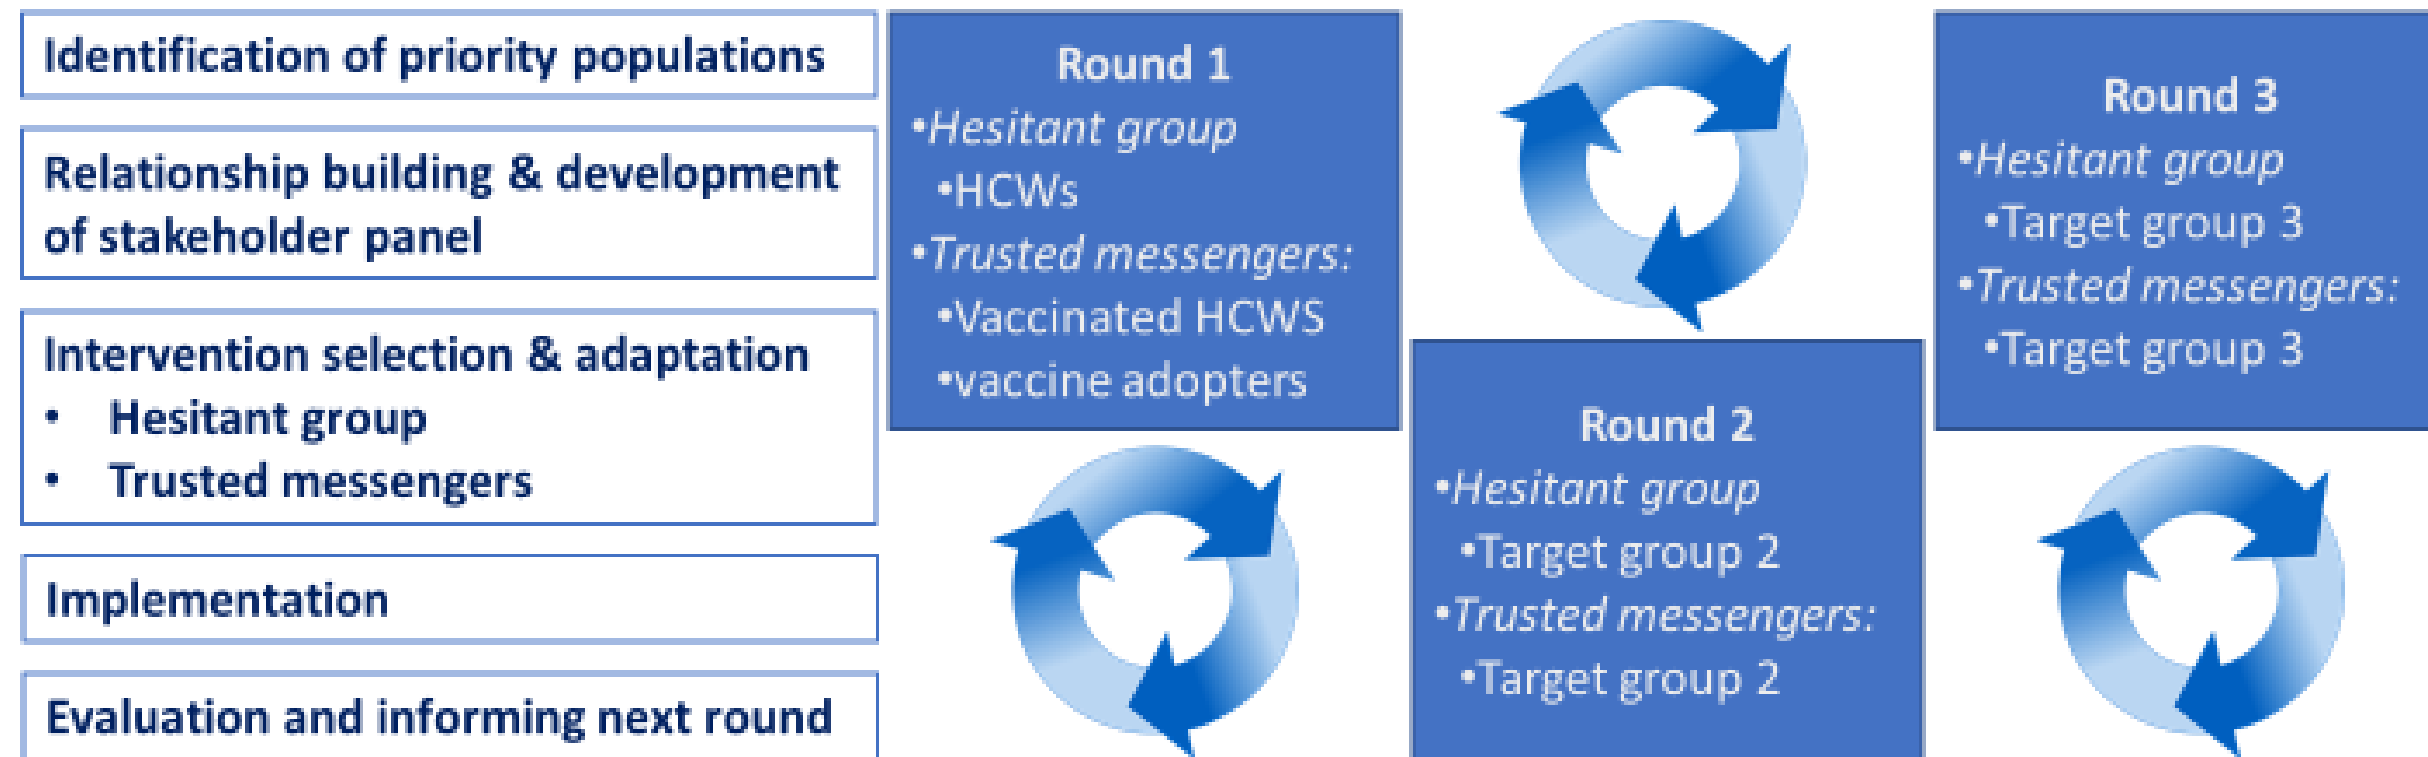 Identification of priority populations
Relationship building & development
of stakeholder panel
Intervention selection & adaptation
• Hesitant group
• Trusted messengers
Implementation
Evaluation and informing next round
Round 1
•Hesitant group
•HCWs
•Trusted messengers:
•Vaccinated HCWS
•vaccine adopters
Round 2
•Hesitant group
•Target group 2
•Trusted messengers:
•Target group 2
Round 3
•Hesitant group
•Target group 3
•Trusted messengers:
•Target group 3